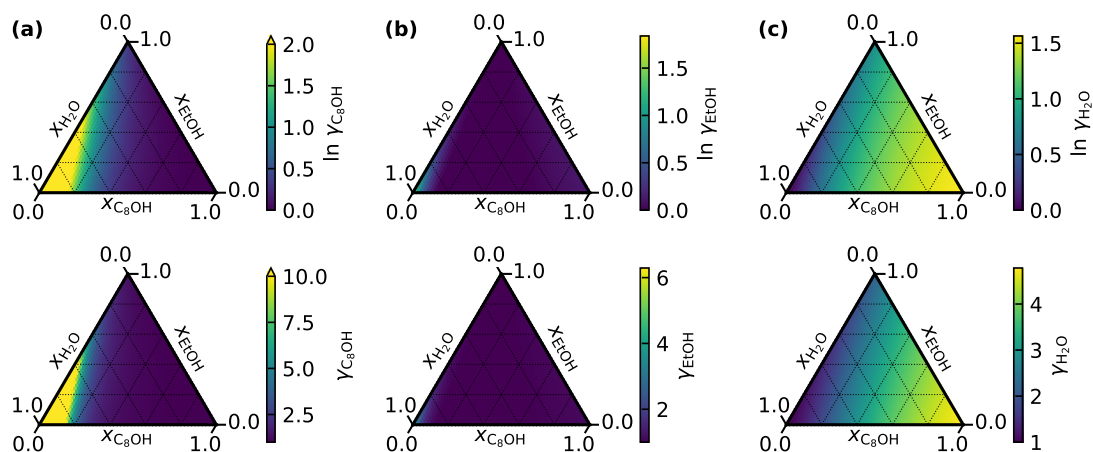 (a)
0.0
1.0
x_H₂O
x_EtOH
1.0
0.0
0.0
x_C₈OH
1.0
2.0
1.5
1.0
0.5
0.0
ln γ_C₈OH
(b)
0.0
1.0
x_H₂O
x_EtOH
1.0
0.0
0.0
x_C₈OH
1.0
1.5
1.0
0.5
0.0
ln γ_EtOH
(c)
0.0
1.0
x_H₂O
x_EtOH
1.0
0.0
0.0
x_C₈OH
1.0
1.5
1.0
0.5
0.0
ln γ_H₂O
0.0
1.0
x_H₂O
x_EtOH
1.0
0.0
0.0
x_C₈OH
1.0
10.0
7.5
5.0
2.5
γ_C₈OH
0.0
1.0
x_H₂O
x_EtOH
1.0
0.0
0.0
x_C₈OH
1.0
6
4
2
γ_EtOH
0.0
1.0
x_H₂O
x_EtOH
1.0
0.0
0.0
x_C₈OH
1.0
4
3
2
1
γ_H₂O